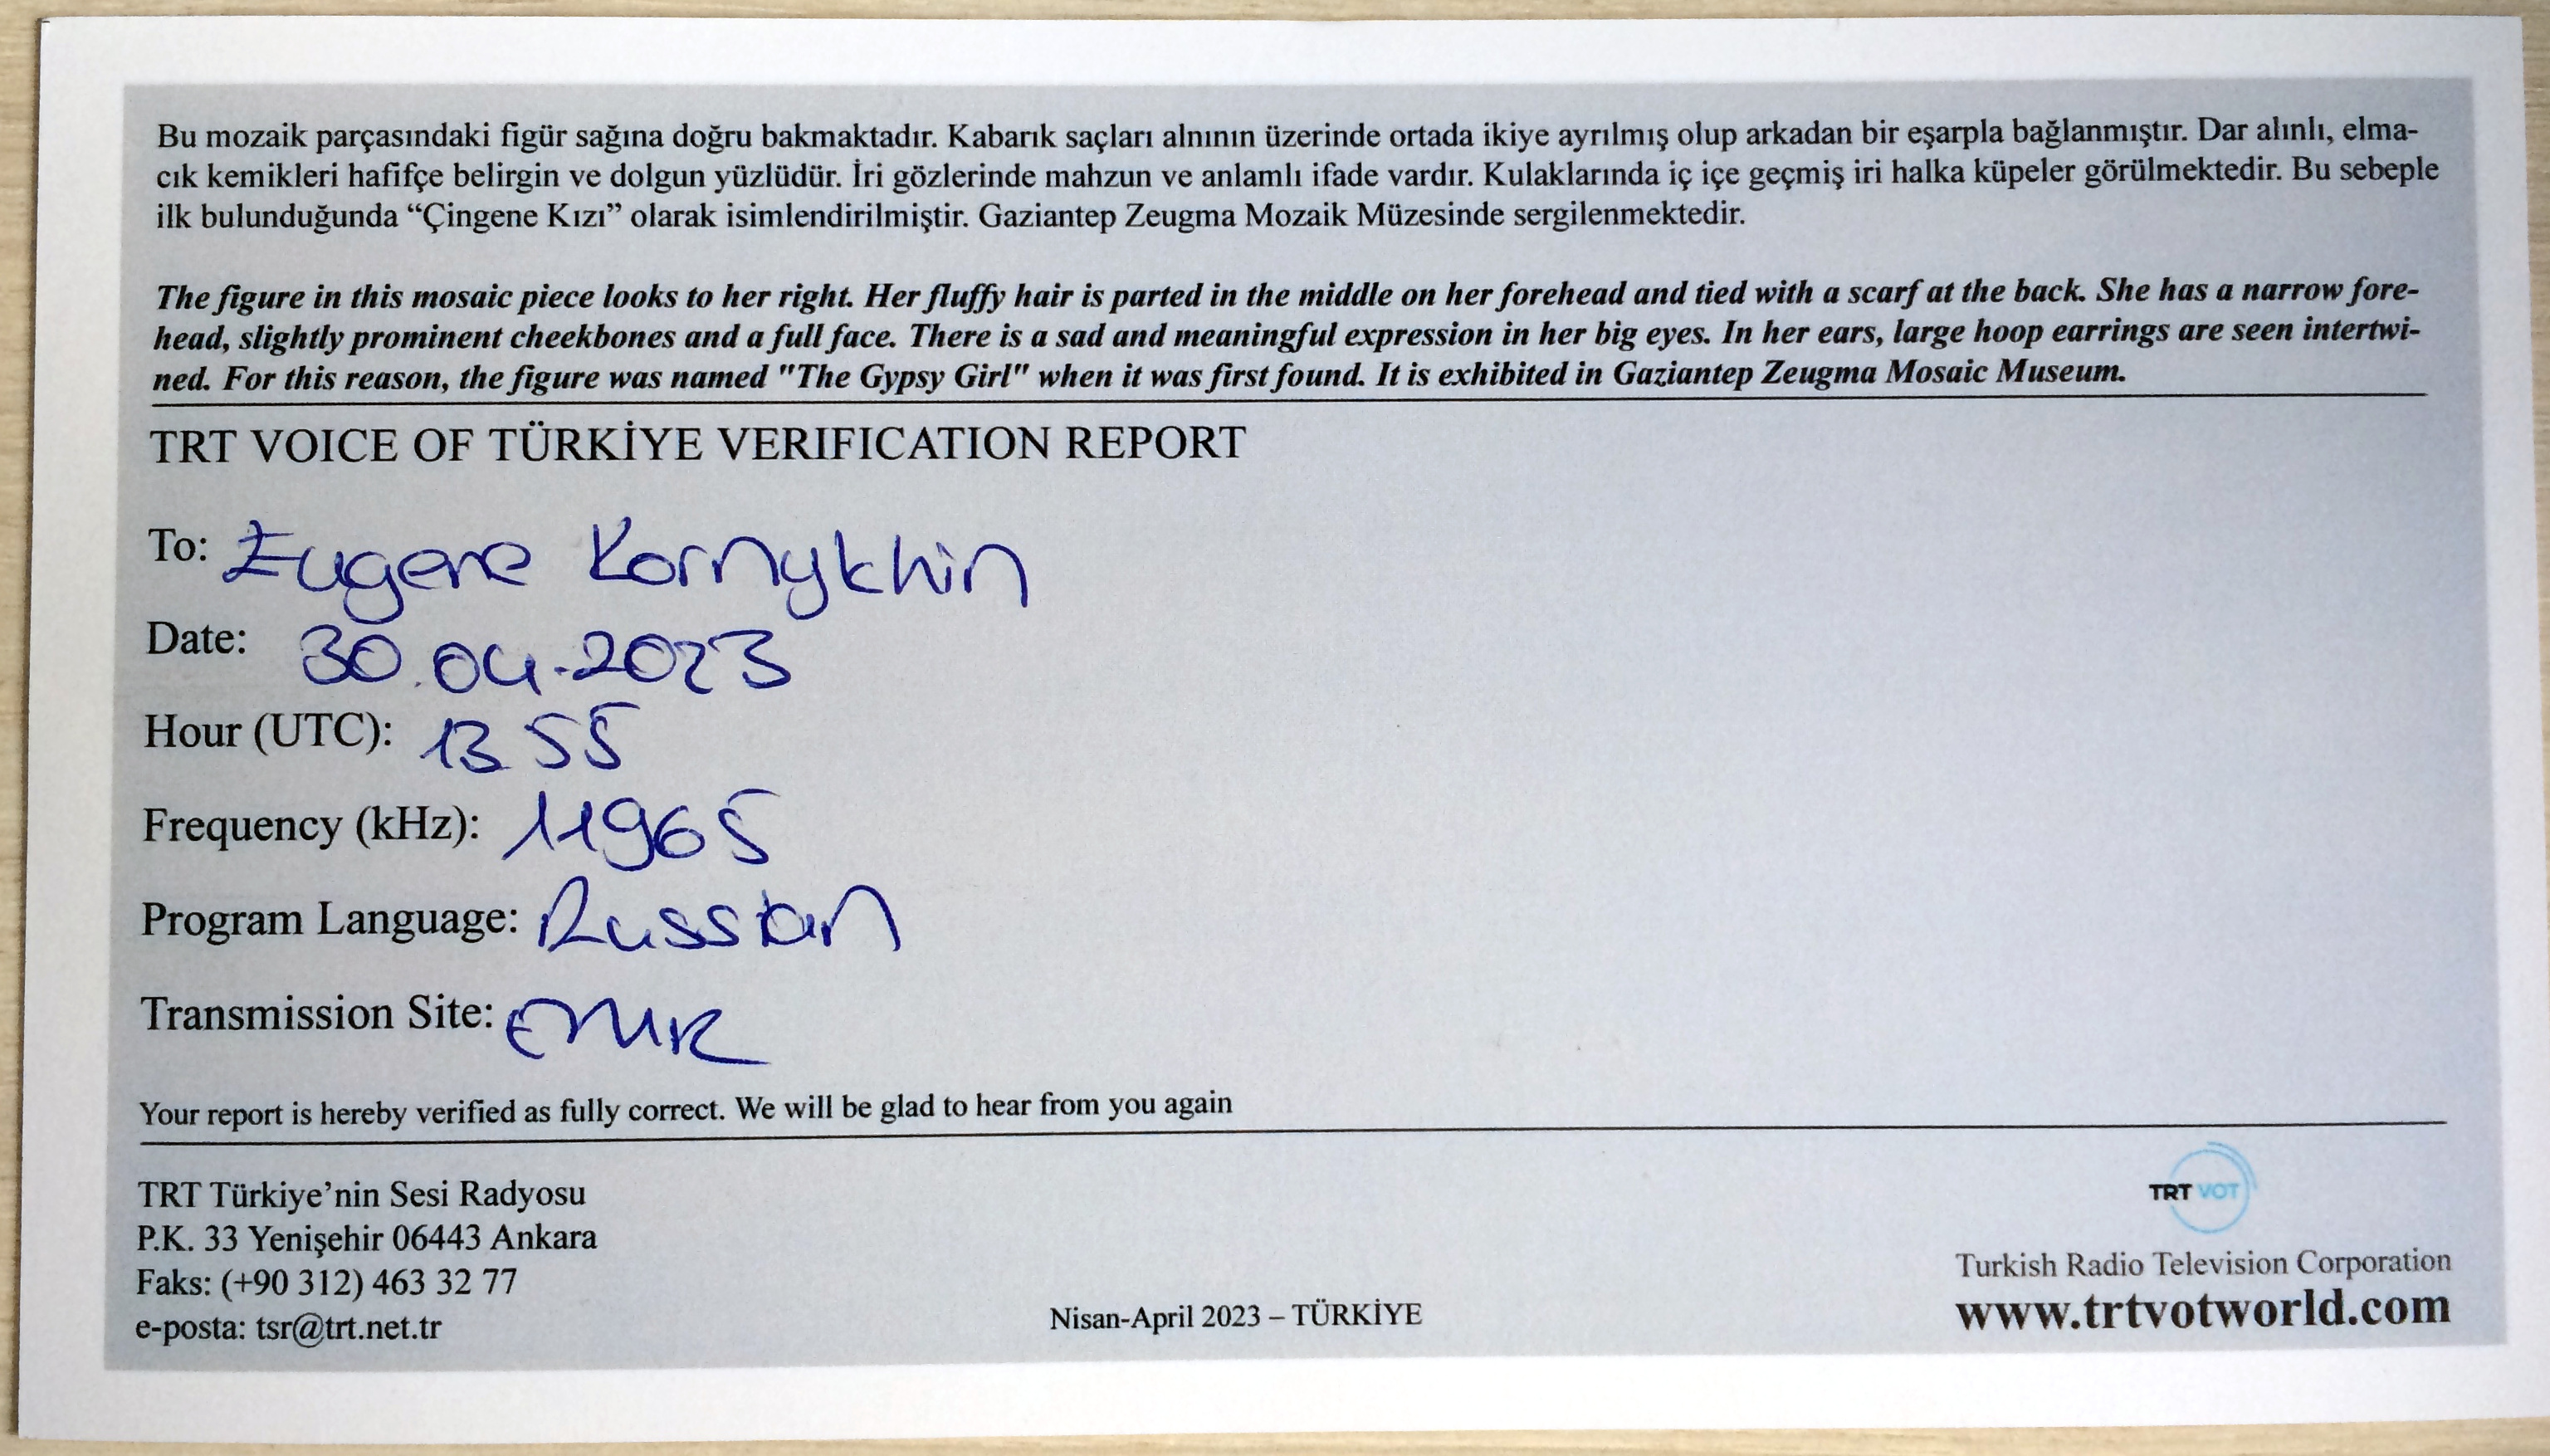 Bu mozaik parçasındaki figür sağına doğru bakmaktadır. Kabarık saçları alnının üzerinde ortada ikiye ayrılmış olup arkadan bir eşarpla bağlanmıştır. Dar alınlı, elma-
cık kemikleri hafifçe belirgin ve dolgun yüzlüdür. İri gözlerinde mahzun ve anlamlı ifade vardır. Kulaklarında iç içe geçmiş iri halka küpeler görülmektedir. Bu sebeple
ilk bulunduğunda “Çingene Kızı” olarak isimlendirilmiştir. Gaziantep Zeugma Mozaik Müzesinde sergilenmektedir.
The figure in this mosaic piece looks to her right. Her fluffy hair is parted in the middle on her forehead and tied with a scarf at the back. She has a narrow fore-
head, slightly prominent cheekbones and a full face. There is a sad and meaningful expression in her big eyes. In her ears, large hoop earrings are seen intertwi-
ned. For this reason, the figure was named "The Gypsy Girl" when it was first found. It is exhibited in Gaziantep Zeugma Mosaic Museum.
TRT VOICE OF TÜRKİYE VERIFICATION REPORT
To: Eugene Kornykhin
Date: 30.04.2023
Hour (UTC): 13 55
Frequency (kHz): 11965
Program Language: Russian
Transmission Site: EMR
Your report is hereby verified as fully correct. We will be glad to hear from you again
TRT Türkiye’nin Sesi Radyosu
P.K. 33 Yenişehir 06443 Ankara
Faks: (+90 312) 463 32 77
e-posta: tsr@trt.net.tr
Nisan-April 2023 – TÜRKİYE
TRT VOT
Turkish Radio Television Corporation
www.trtvotworld.com